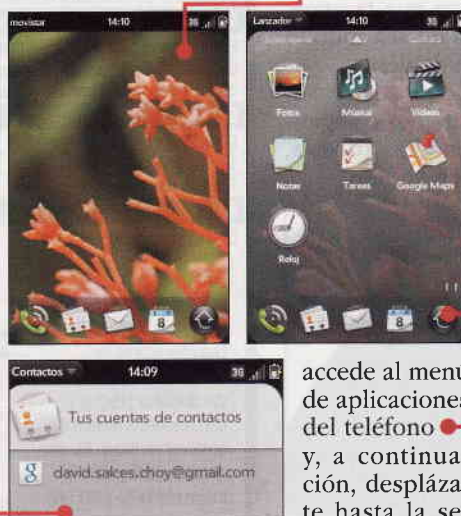 movistar 14:10 3G
Lanzador 14:10 3G
Fotos Música Vídeos
Notas Tareas Google Maps
Reloj
8
8
Contactos 14:09 3G
Tus cuentas de contactos
g david.salces.choy@gmail.com
accede al menú
de aplicaciones
del teléfono
y, a continua-
ción, desplaza-
te hasta la se-